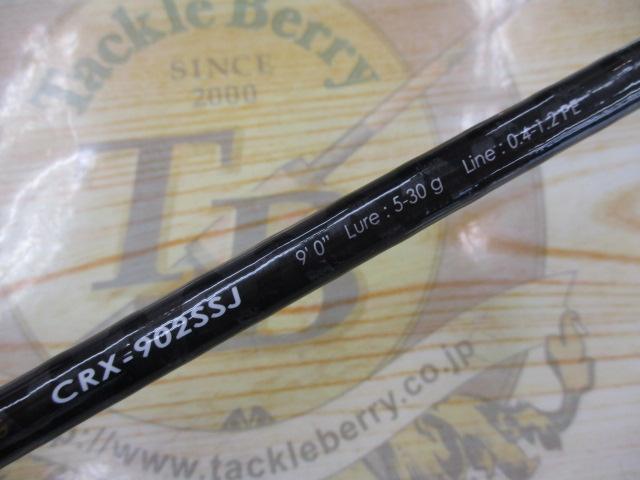 Tackle Berry
SINCE
2000
TB
CRX-902SSJ 9'0" Lure : 5-30 g Line : 0.4-1.2 PE
://www.tackleberry.co.jp